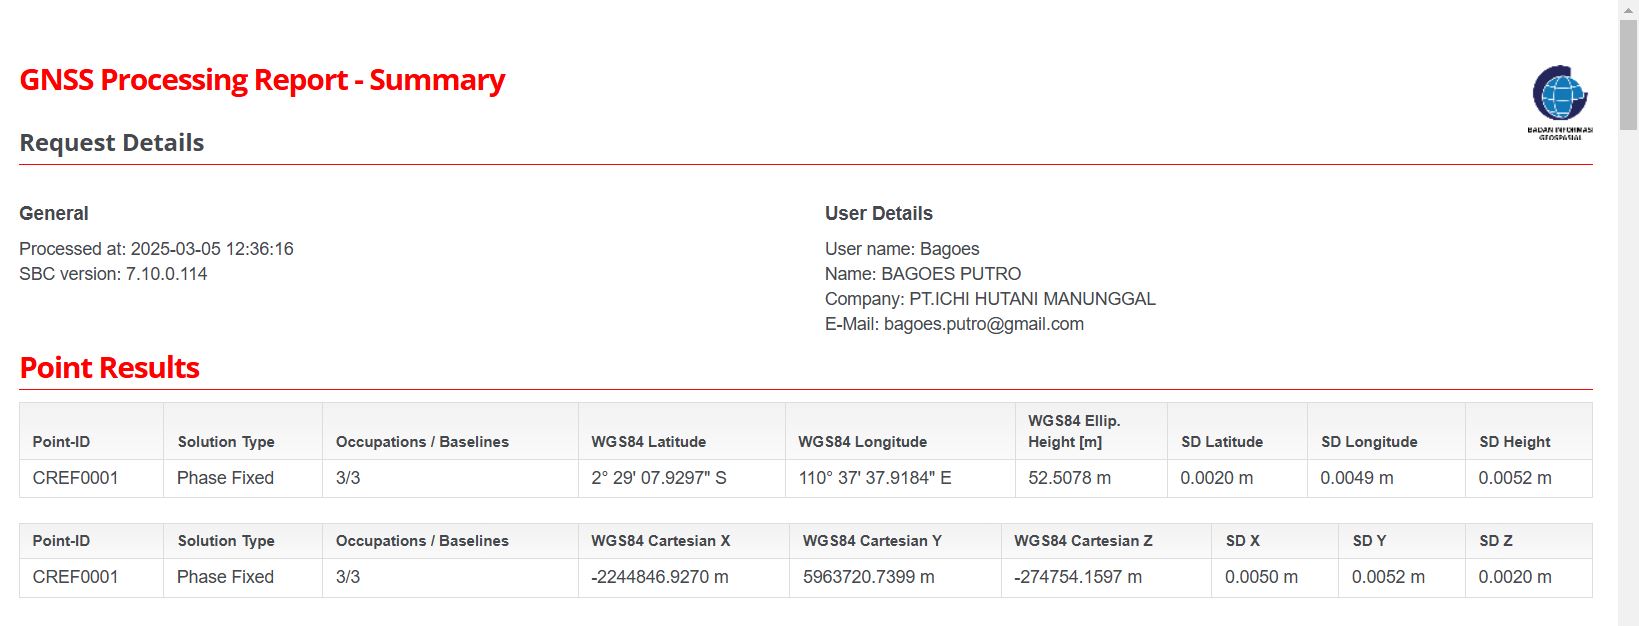 GNSS Processing Report - Summary
BADAN INFORMASI
GEOSPASIAL
Request Details
General
Processed at: 2025-03-05 12:36:16
SBC version: 7.10.0.114
User Details
User name: Bagoes
Name: BAGOES PUTRO
Company: PT.ICHI HUTANI MANUNGGAL
E-Mail: bagoes.putro@gmail.com
Point Results
Point-ID Solution Type Occupations / Baselines WGS84 Latitude WGS84 Longitude WGS84 Ellip. Height [m] SD Latitude SD Longitude SD Height
CREF0001 Phase Fixed 3/3 2° 29' 07.9297" S 110° 37' 37.9184" E 52.5078 m 0.0020 m 0.0049 m 0.0052 m
Point-ID Solution Type Occupations / Baselines WGS84 Cartesian X WGS84 Cartesian Y WGS84 Cartesian Z SD X SD Y SD Z
CREF0001 Phase Fixed 3/3 -2244846.9270 m 5963720.7399 m -274754.1597 m 0.0050 m 0.0052 m 0.0020 m